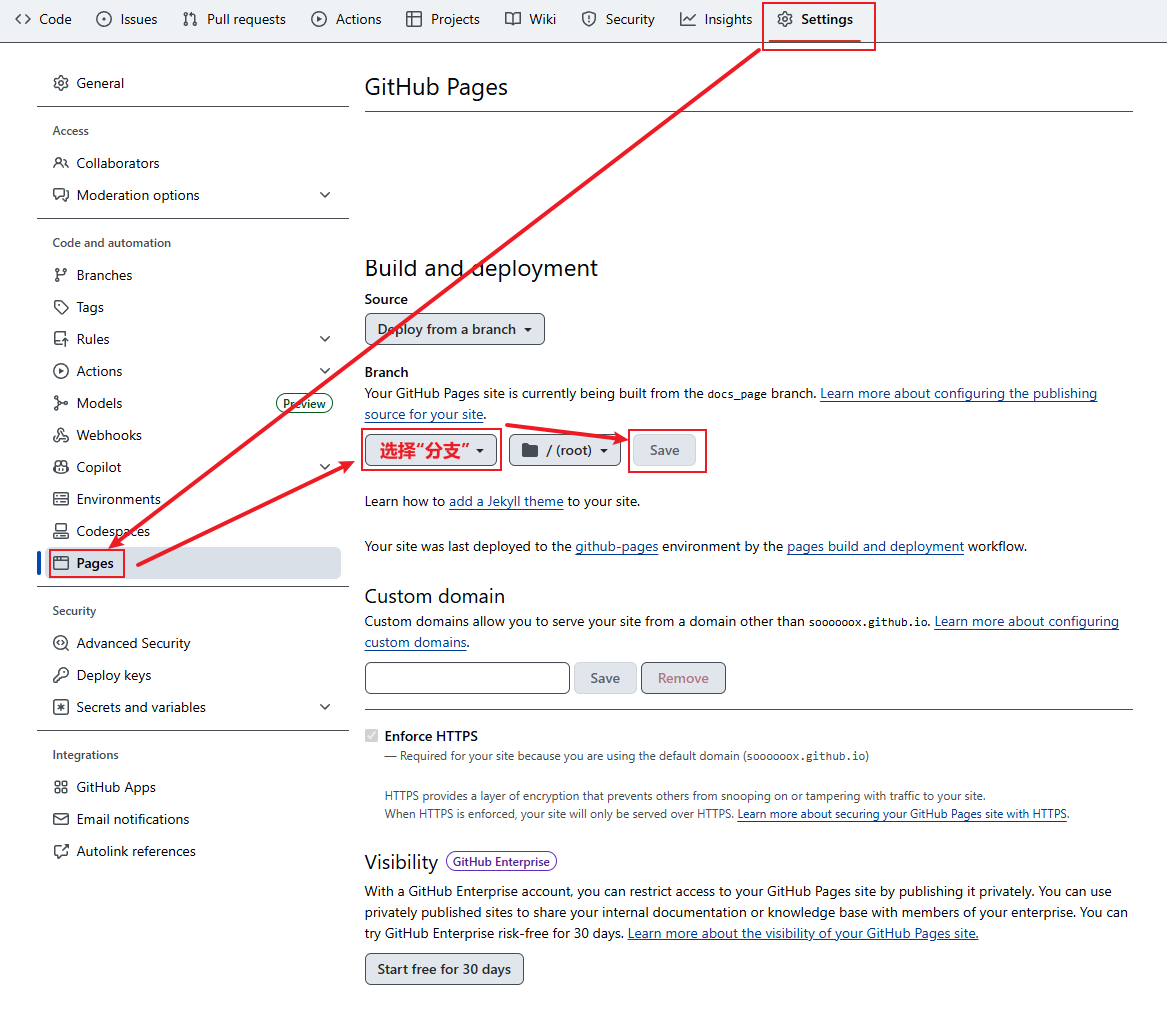 Code Issues Pull requests Actions Projects Wiki Security Insights Settings
General
Access
Collaborators
Moderation options
Code and automation
Branches
Tags
Rules
Actions
Models Preview
Webhooks
Copilot
Environments
Codespaces
Pages
Security
Advanced Security
Deploy keys
Secrets and variables
Integrations
GitHub Apps
Email notifications
Autolink references
GitHub Pages
Build and deployment
Source
Deploy from a branch
Branch
Your GitHub Pages site is currently being built from the docs_page branch. Learn more about configuring the publishing
source for your site.
选择“分支” / (root) Save
Learn how to add a Jekyll theme to your site.
Your site was last deployed to the github-pages environment by the pages build and deployment workflow.
Custom domain
Custom domains allow you to serve your site from a domain other than soooooox.github.io. Learn more about configuring
custom domains.
Save Remove
Enforce HTTPS
— Required for your site because you are using the default domain (soooooox.github.io)
HTTPS provides a layer of encryption that prevents others from snooping on or tampering with traffic to your site.
When HTTPS is enforced, your site will only be served over HTTPS. Learn more about securing your GitHub Pages site with HTTPS.
Visibility GitHub Enterprise
With a GitHub Enterprise account, you can restrict access to your GitHub Pages site by publishing it privately. You can use
privately published sites to share your internal documentation or knowledge base with members of your enterprise. You can
try GitHub Enterprise risk-free for 30 days. Learn more about the visibility of your GitHub Pages site.
Start free for 30 days